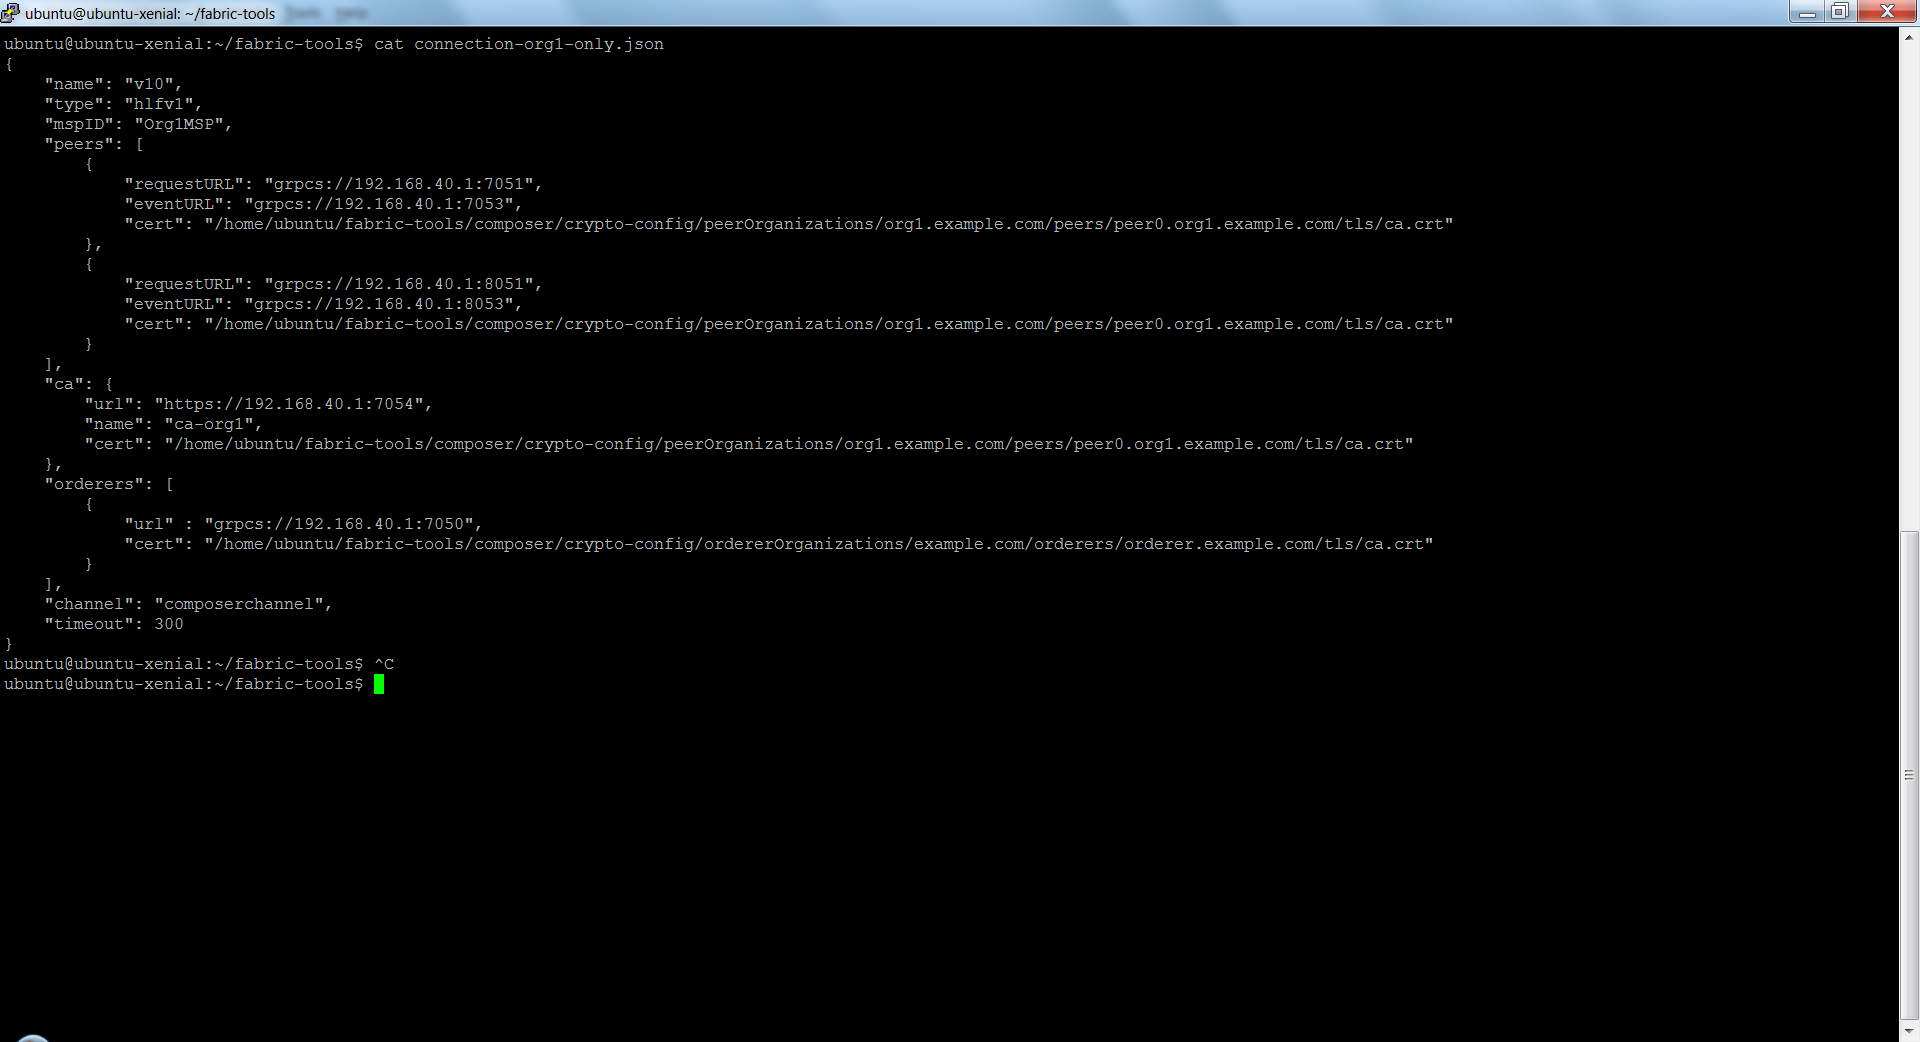 ubuntu@ubuntu-xenial: ~/fabric-tools
ubuntu@ubuntu-xenial:~/fabric-tools$ cat connection-org1-only.json
{
    "name": "v10",
    "type": "hlfv1",
    "mspID": "Org1MSP",
    "peers": [
        {
            "requestURL": "grpcs://192.168.40.1:7051",
            "eventURL": "grpcs://192.168.40.1:7053",
            "cert": "/home/ubuntu/fabric-tools/composer/crypto-config/peerOrganizations/org1.example.com/peers/peer0.org1.example.com/tls/ca.crt"
        },
        {
            "requestURL": "grpcs://192.168.40.1:8051",
            "eventURL": "grpcs://192.168.40.1:8053",
            "cert": "/home/ubuntu/fabric-tools/composer/crypto-config/peerOrganizations/org1.example.com/peers/peer0.org1.example.com/tls/ca.crt"
        }
    ],
    "ca": {
        "url": "https://192.168.40.1:7054",
        "name": "ca-org1",
        "cert": "/home/ubuntu/fabric-tools/composer/crypto-config/peerOrganizations/org1.example.com/peers/peer0.org1.example.com/tls/ca.crt"
    },
    "orderers": [
        {
            "url" : "grpcs://192.168.40.1:7050",
            "cert": "/home/ubuntu/fabric-tools/composer/crypto-config/ordererOrganizations/example.com/orderers/orderer.example.com/tls/ca.crt"
        }
    ],
    "channel": "composerchannel",
    "timeout": 300
}
ubuntu@ubuntu-xenial:~/fabric-tools$ ^C
ubuntu@ubuntu-xenial:~/fabric-tools$